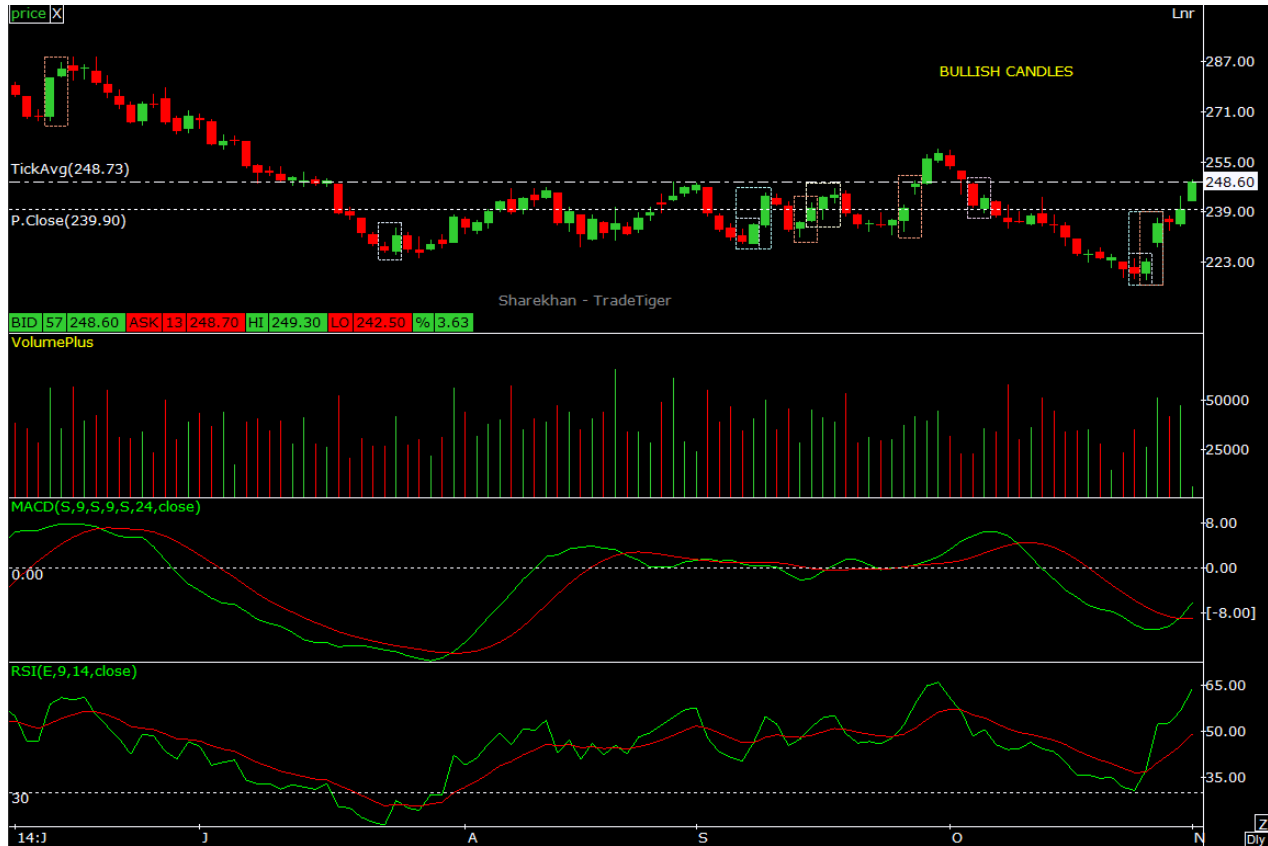 price X
Lnr
287.00
BULLISH CANDLES
271.00
255.00
TickAvg(248.73)
248.60
239.00
P.Close(239.90)
223.00
Sharekhan - TradeTiger
BID 57 248.60 ASK 13 248.70 HI 249.30 LO 242.50 % 3.63
VolumePlus
50000
25000
MACD(S,9,S,9,S,24,close)
8.00
0.00
0.00
[-8.00]
RSI(E,9,14,close)
65.00
50.00
35.00
30
14:J J A S O N
Z
Dly